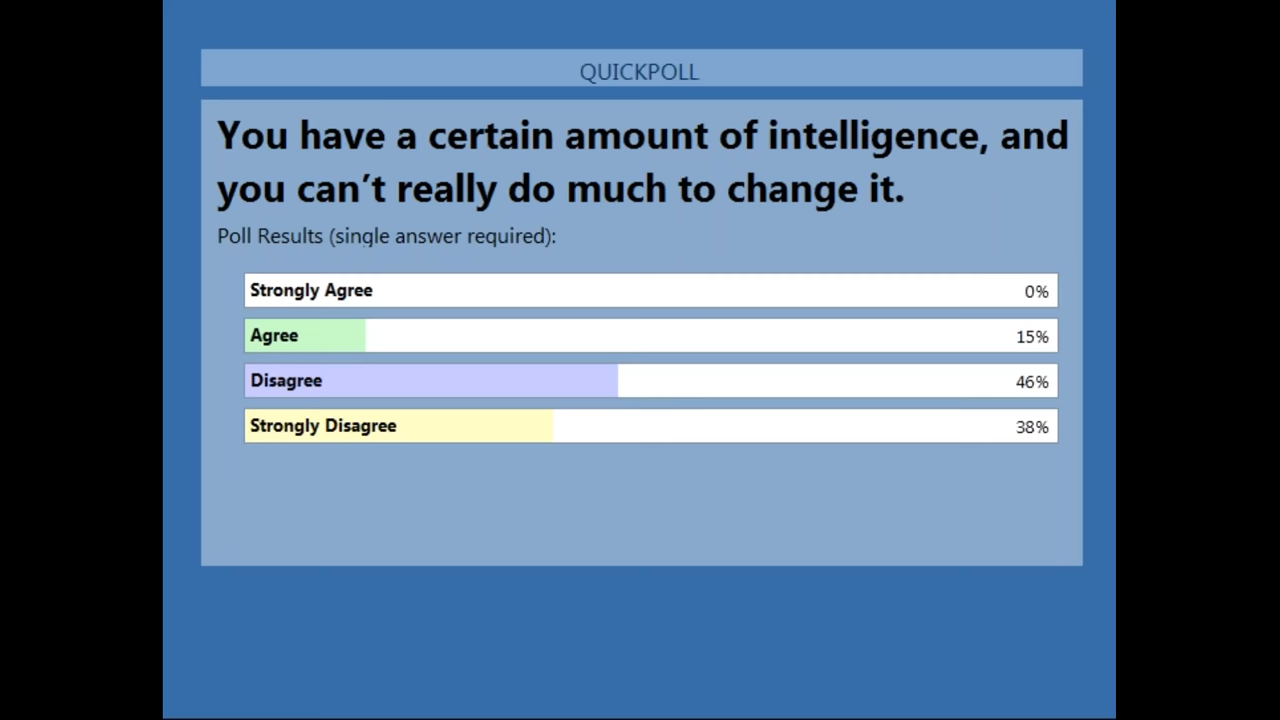 QUICKPOLL
You have a certain amount of intelligence, and
you can’t really do much to change it.
Poll Results (single answer required):
Strongly Agree 0%
Agree 15%
Disagree 46%
Strongly Disagree 38%